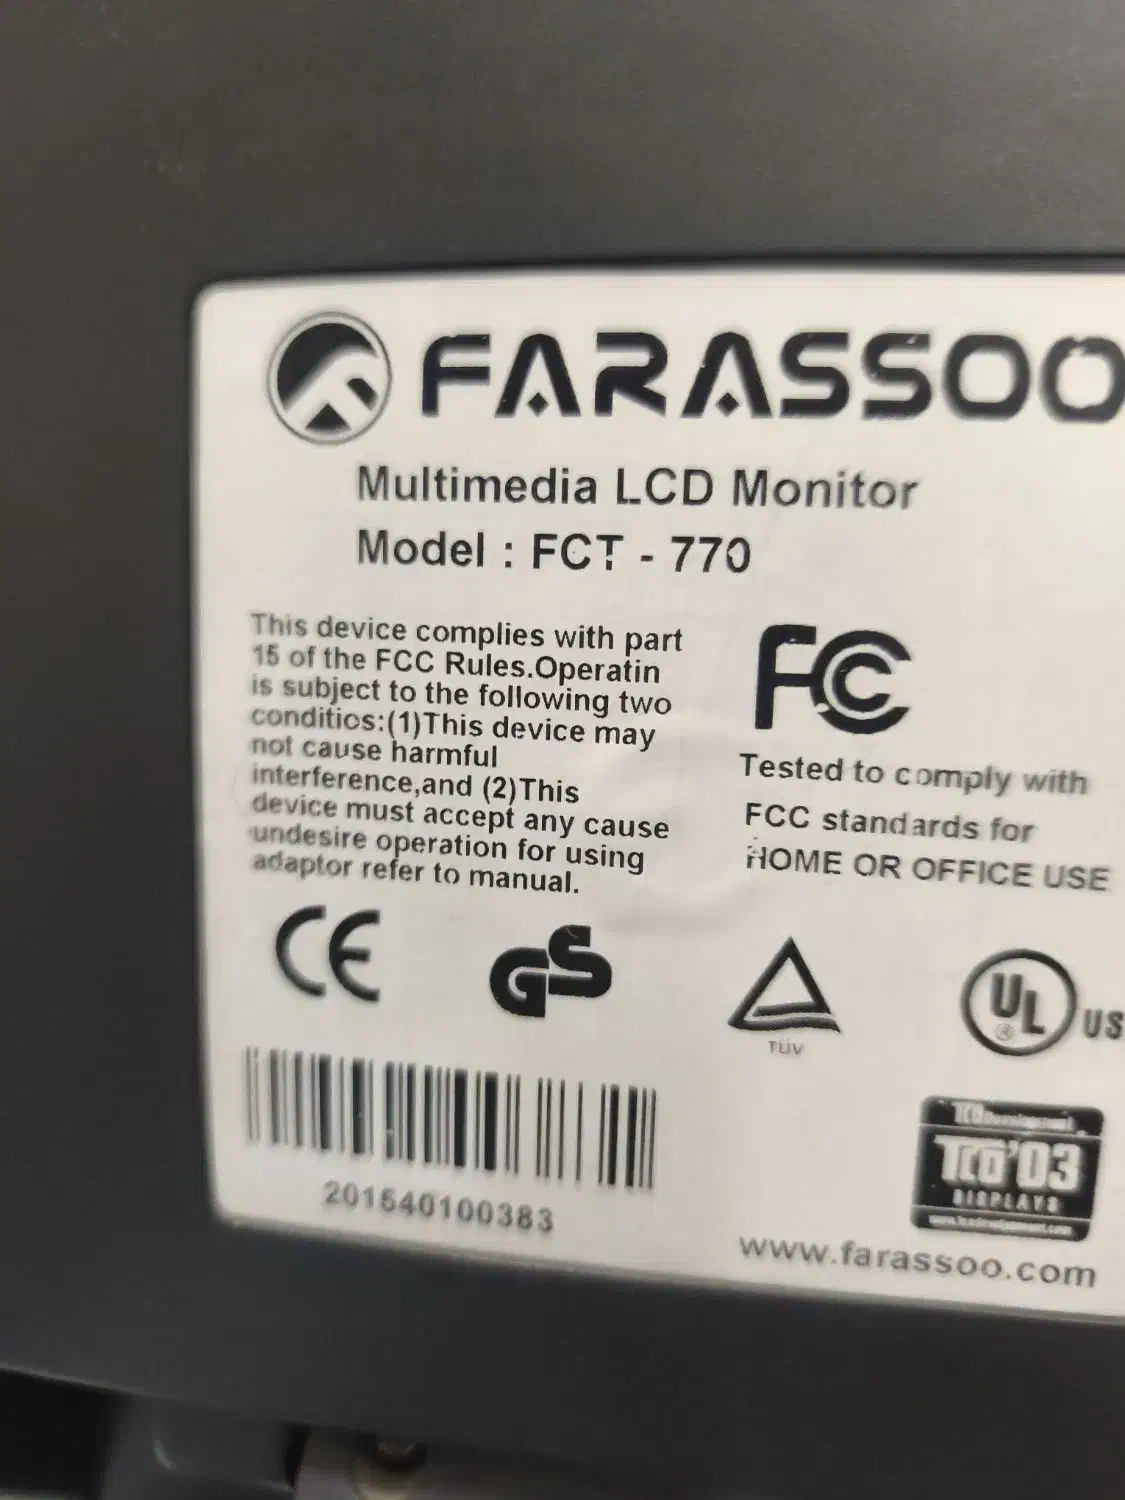 FARASSOO
Multimedia LCD Monitor
Model : FCT - 770
This device complies with part
15 of the FCC Rules.Operatin
is subject to the following two
conditios:(1)This device may
not cause harmful
interference,and (2)This
device must accept any cause
undesire operation for using
adaptor refer to manual.
FCC
Tested to comply with
FCC standards for
HOME OR OFFICE USE
CE
GS
TÜV
UL ® US
TCO Development
TCO'03
DISPLAYS
201540100383
www.farassoo.com